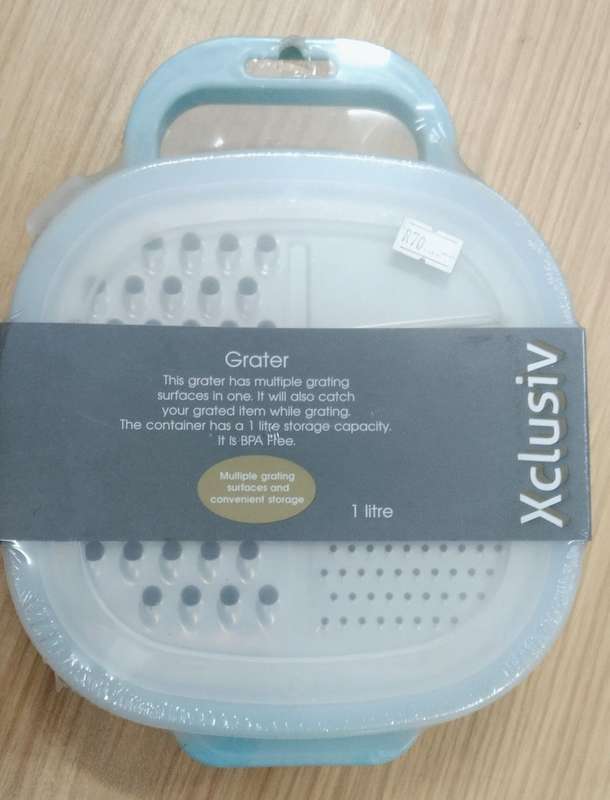 R70
Grater
This grater has multiple grating
surfaces in one. It will also catch
your grated item while grating.
The container has a 1 litre storage capacity.
It is BPA Free.
Multiple grating
surfaces and
convenient storage
1 litre
Xclusiv